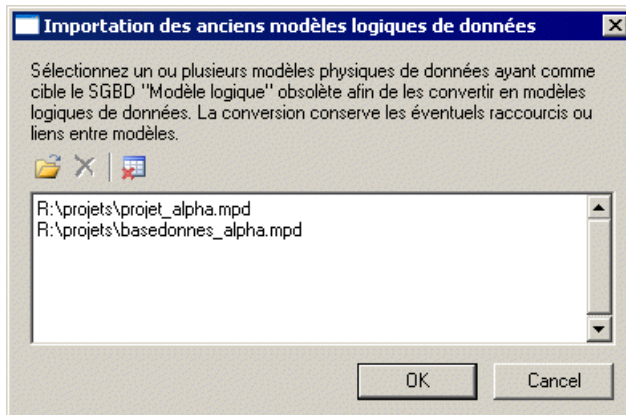 Importation des anciens modèles logiques de données
Sélectionnez un ou plusieurs modèles physiques de données ayant comme
cible le SGBD "Modèle logique" obsolète afin de les convertir en modèles
logiques de données. La conversion conserve les éventuels raccourcis ou
liens entre modèles.
R:\projets\projet_alpha.mpd
R:\projets\basedonnes_alpha.mpd
OK
Cancel